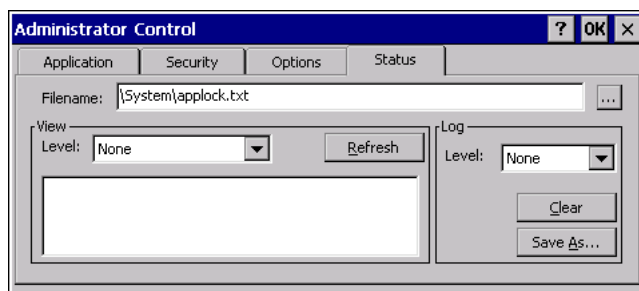 Administrator Control ? OK ×
Application Security Options Status
Filename: \System\applock.txt ...
View
Level: None Refresh
Log
Level: None
Clear
Save As...